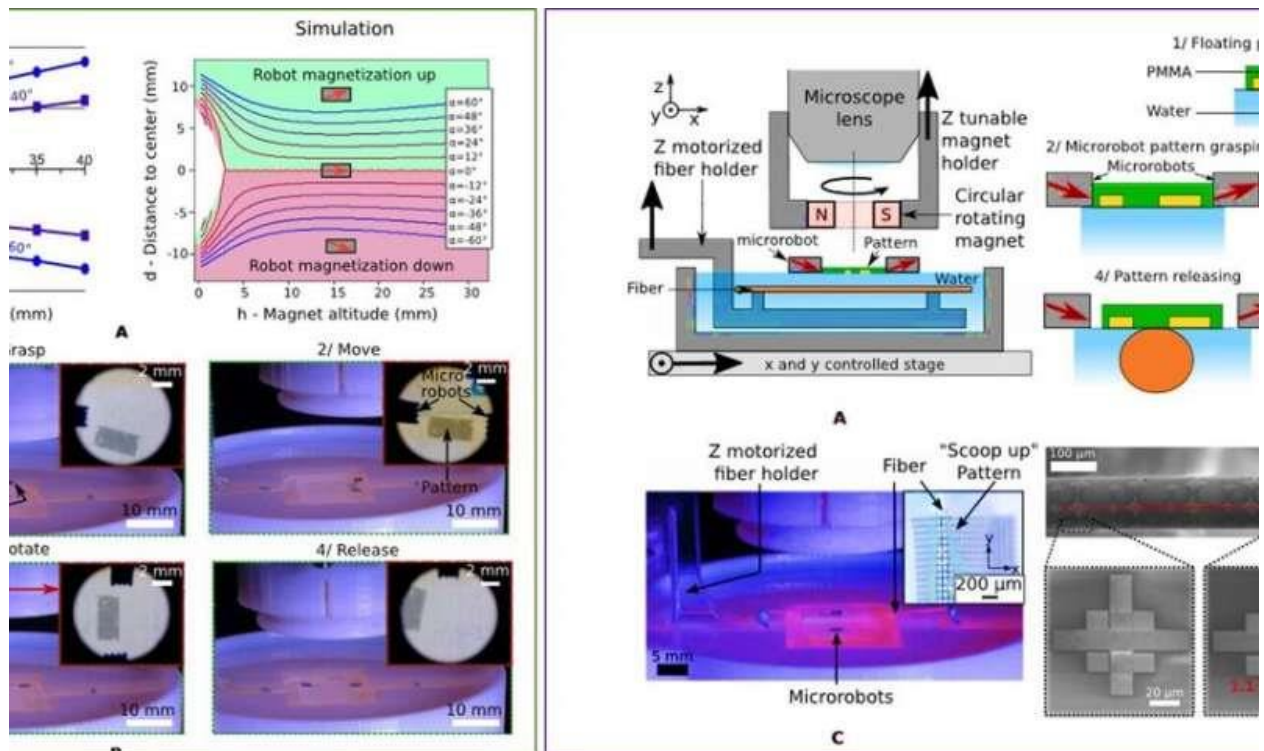 Simulation
40°
35
40
60°
(mm)
d - Distance to center (mm)
10
5
0
-5
-10
Robot magnetization up
α=60°
α=48°
α=36°
α=24°
α=12°
α=0°
α=-12°
α=-24°
α=-36°
α=-48°
α=-60°
Robot magnetization down
0
5
10
15
20
25
30
h - Magnet altitude (mm)
A
rasp
2 mm
10 mm
2/ Move
2 mm
Micro
robots
Pattern
10 mm
otate
2 mm
10 mm
4/ Release
2 mm
10 mm
z
y
x
Z motorized
fiber holder
Microscope
lens
Z tunable
magnet
holder
N
S
Circular
rotating
magnet
microrobot
Pattern
Fiber
Water
x and y controlled stage
A
1/ Floating
PMMA
Water
2/ Microrobot pattern graspin
Microrobots
4/ Pattern releasing
Z motorized
fiber holder
Fiber
"Scoop up"
Pattern
y
x
200 µm
5 mm
Microrobots
C
100 µm
20 µm